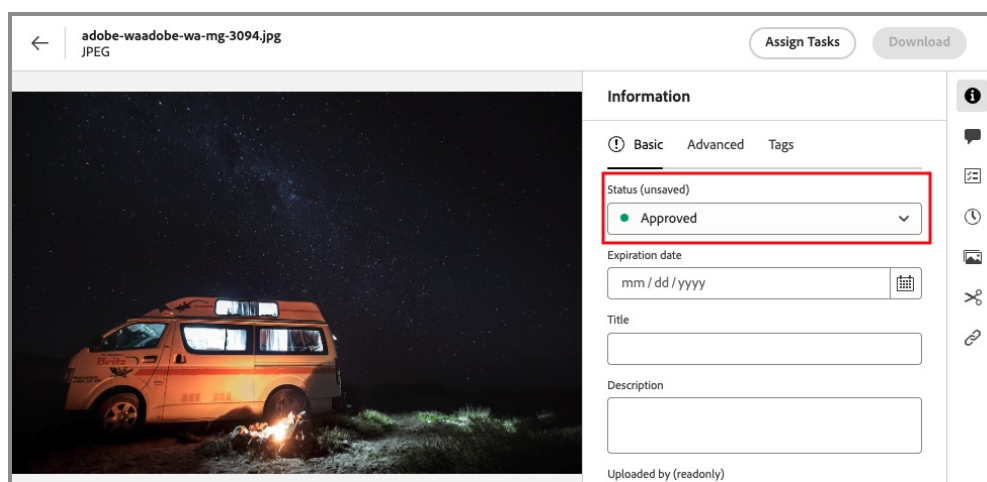 adobe-waadobe-wa-mg-3094.jpg
JPEG
Assign Tasks
Download
Information
Basic
Advanced
Tags
Status (unsaved)
Approved
Expiration date
mm / dd / yyyy
Title
Description
Uploaded by (readonly)
Britz